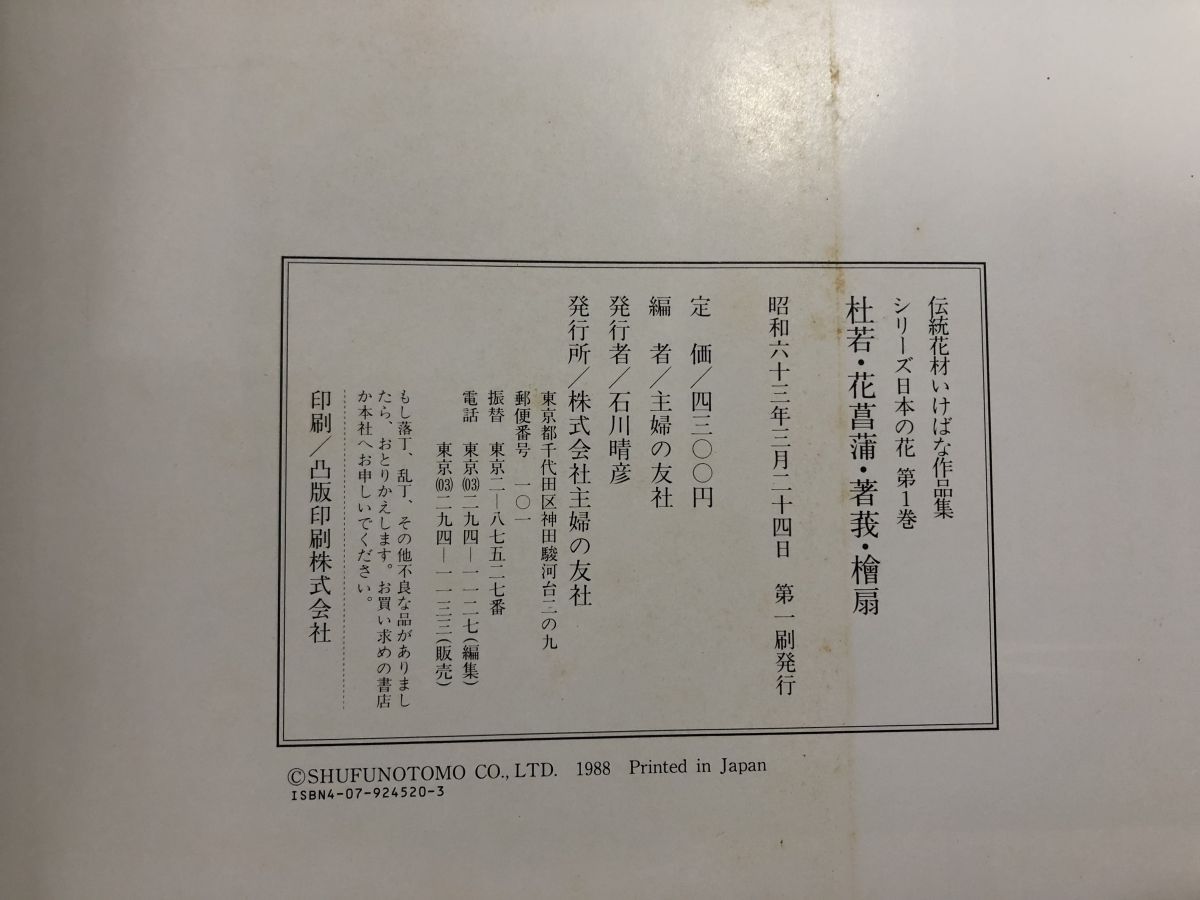 伝統花材いけばな作品集
シリーズ日本の花 第1巻
杜若・花菖蒲・著莪・檜扇
昭和六十三年三月二十四日 第一刷発行
定 価/四三〇〇円
編 者/主婦の友社
発行者/石川晴彦
発行所/株式会社主婦の友社
東京都千代田区神田駿河台二の九
郵便番号 一〇一
振替 東京二―八七五二七番
電話 東京㈹二九四―一一二七(編集)
東京(03)二九四―一一三三(販売)
もし落丁、乱丁、その他不良な品がありまし
たら、おとりかえします。お買い求めの書店
か本社へお申しいでください。
印刷/凸版印刷株式会社
©SHUFUNOTOMO CO., LTD. 1988 Printed in Japan
ISBN4-07-924520-3